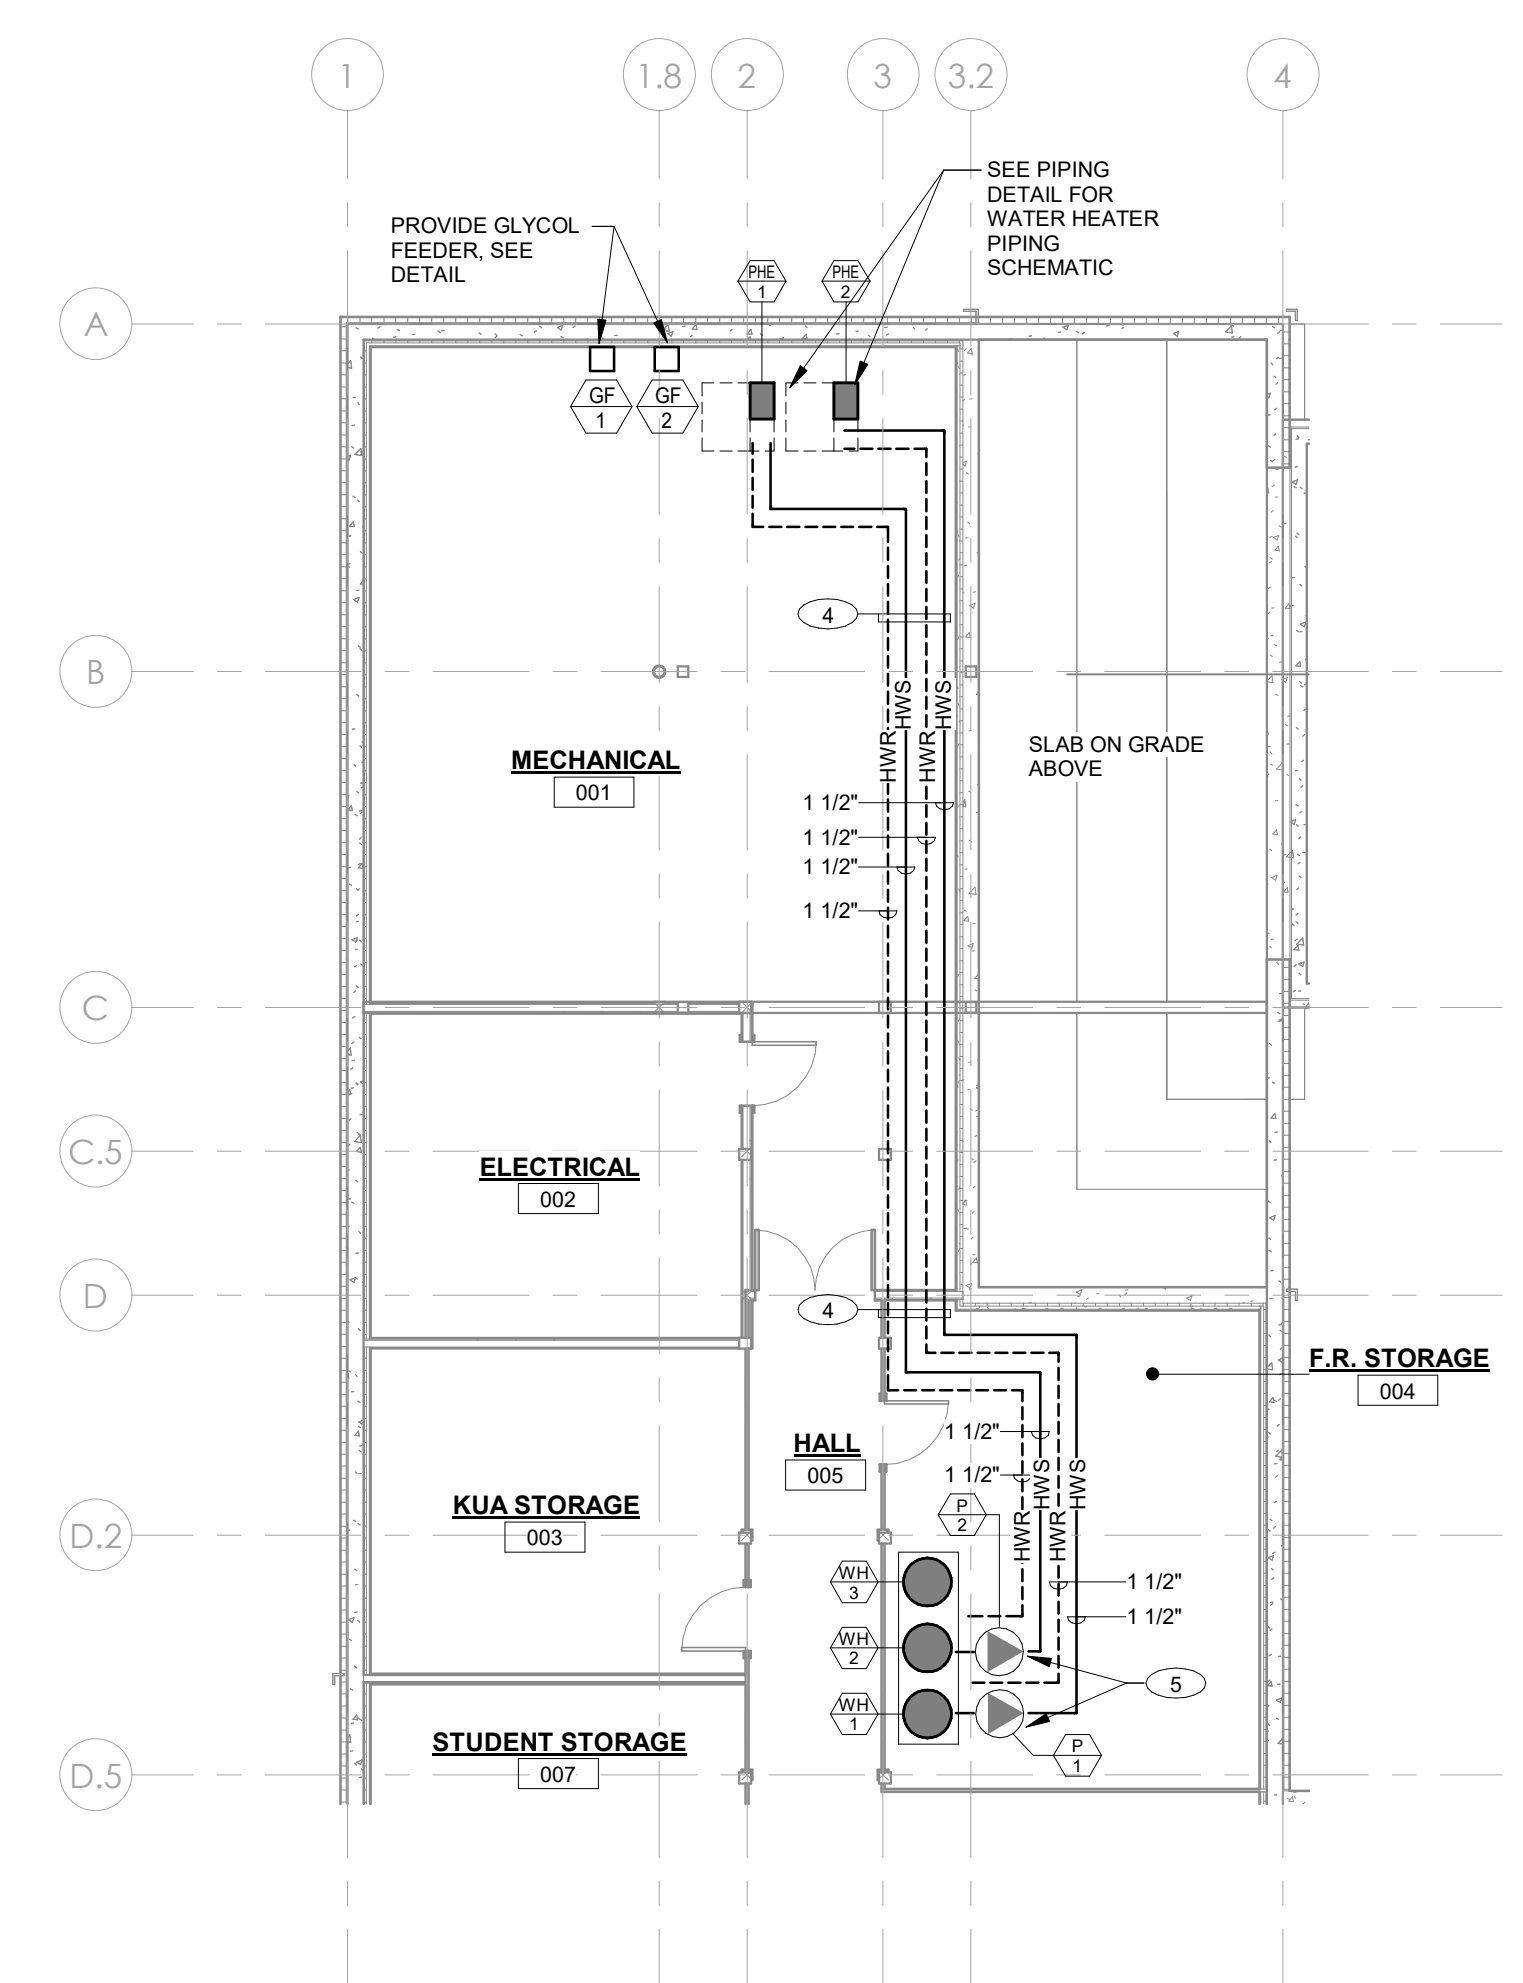 1
1.8
2
3
3.2
4
SEE PIPING
DETAIL FOR
WATER HEATER
PIPING
SCHEMATIC
PROVIDE GLYCOL
FEEDER, SEE
DETAIL
PHE
1
PHE
2
A
GF
1
GF
2
4
B
HWR
HWS
HWR
HWS
SLAB ON GRADE
ABOVE
MECHANICAL
001
1 1/2"
1 1/2"
1 1/2"
1 1/2"
C
C.5
ELECTRICAL
002
D
4
F.R. STORAGE
004
HALL
005
1 1/2"
1 1/2"
HWR
HWS
HWR
HWS
KUA STORAGE
003
P
2
D.2
WH
3
1 1/2"
1 1/2"
WH
2
5
WH
1
P
1
STUDENT STORAGE
007
D.5